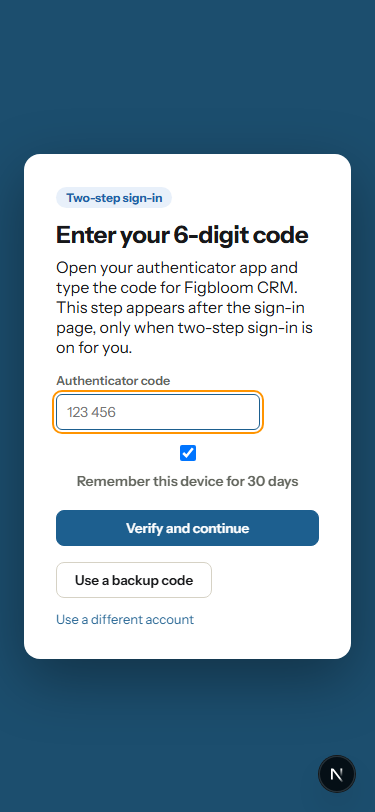 Two-step sign-in
Enter your 6-digit code
Open your authenticator app and
type the code for Figbloom CRM.
This step appears after the sign-in
page, only when two-step sign-in is
on for you.
Authenticator code
123 456
Remember this device for 30 days
Verify and continue
Use a backup code
Use a different account
N